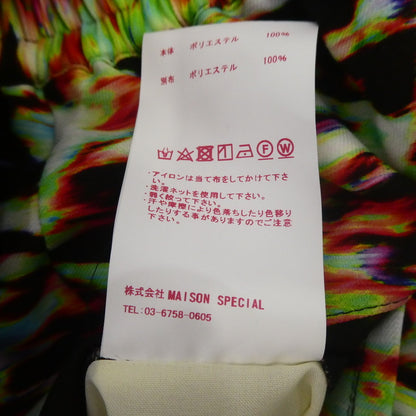 本体 ポリエステル 100%
別布 ポリエステル 100%
・アイロンは当て布をしてかけて下さ
い。
・洗濯ネットを使用して下さい。
・軽く絞って下さい。
・汗や摩擦により色落ちしたり色移り
したりする事がありますのでご注意
下さい。
株式会社 MAISON SPECIAL
TEL: 03-6758-0605